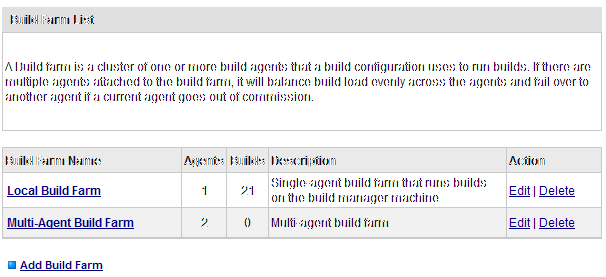 Build Farm List
A Build farm is a cluster of one or more build agents that a build configuration uses to run builds. If there are
multiple agents attached to the build farm, it will balance build load evenly across the agents and fail over to
another agent if a current agent goes out of commission.
Build Farm Name Agents Builds Description Action
Local Build Farm 1 21 Single-agent build farm that runs builds
on the build manager machine Edit | Delete
Multi-Agent Build Farm 2 0 Multi-agent build farm Edit | Delete
Add Build Farm